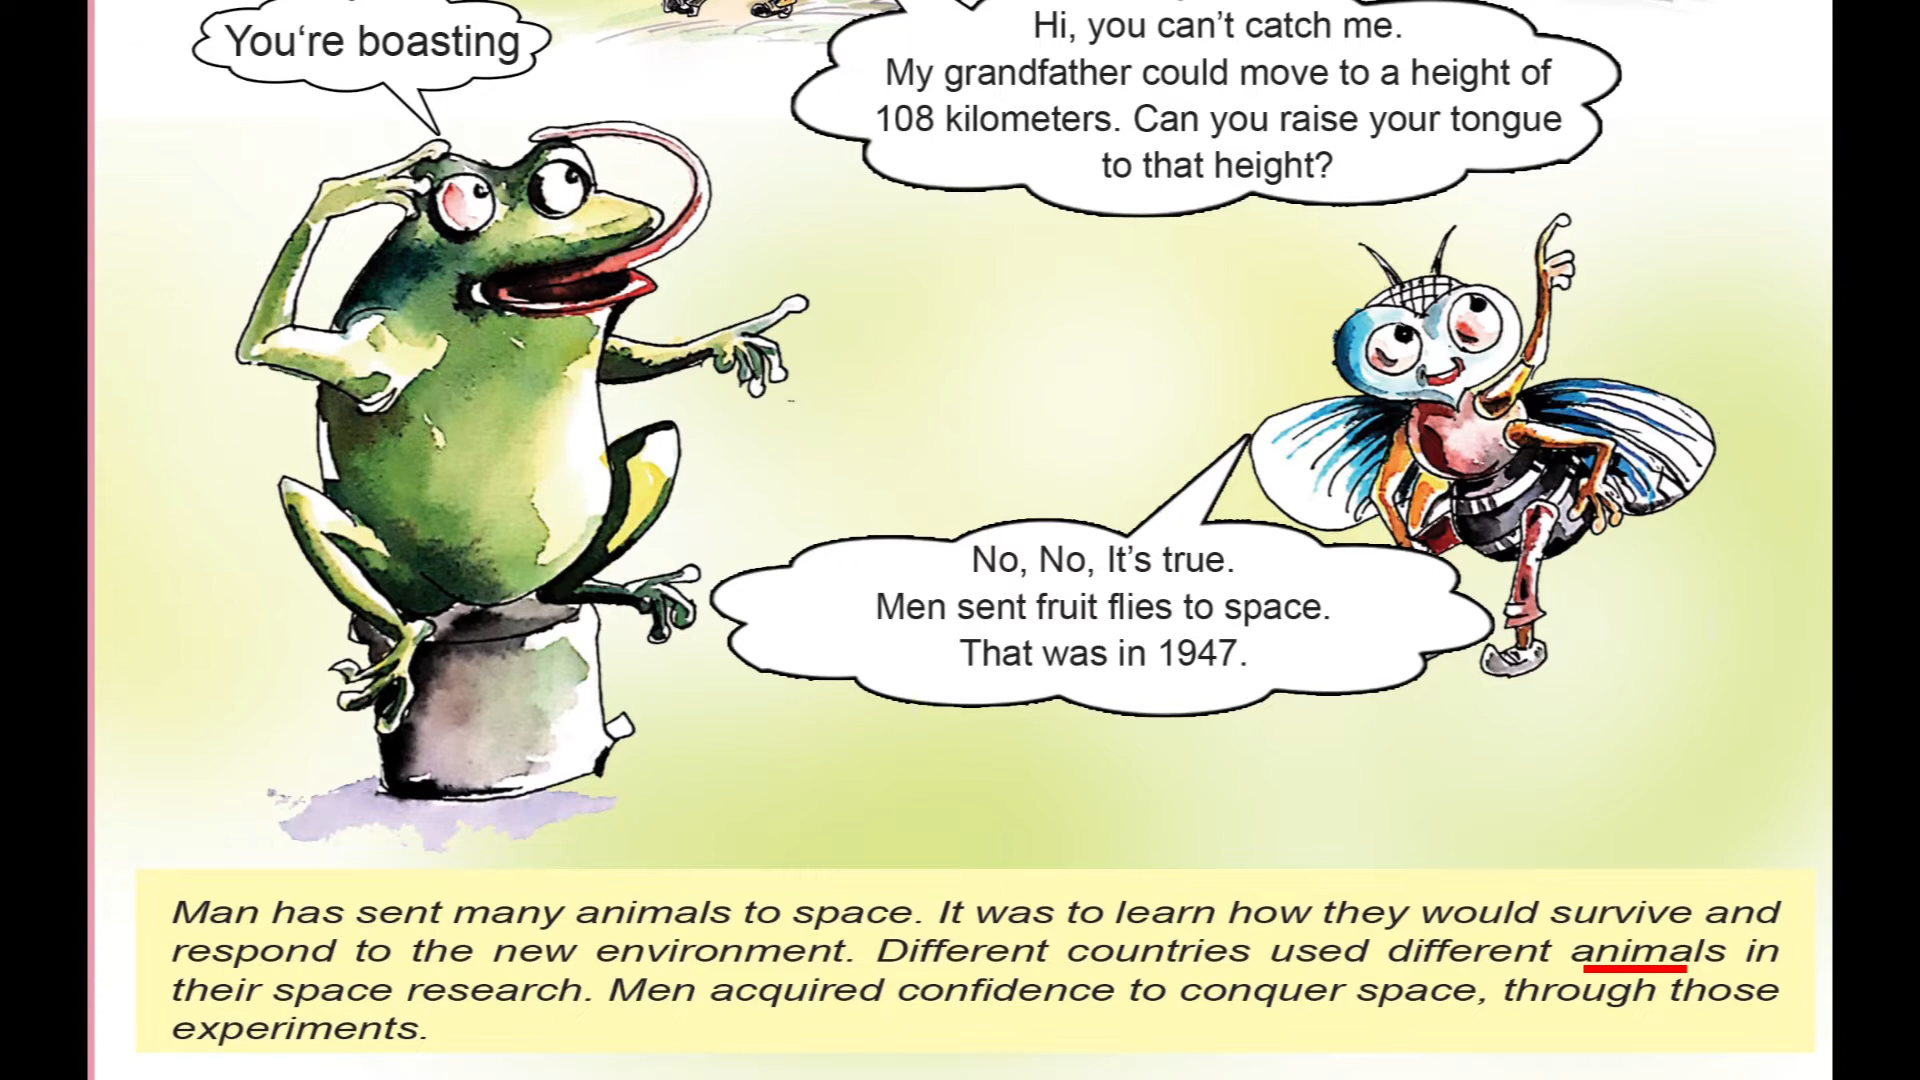 You‘re boasting
Hi, you can’t catch me.
My grandfather could move to a height of
108 kilometers. Can you raise your tongue
to that height?
No, No, It’s true.
Men sent fruit flies to space.
That was in 1947.
Man has sent many animals to space. It was to learn how they would survive and
respond to the new environment. Different countries used different animals in
their space research. Men acquired confidence to conquer space, through those
experiments.